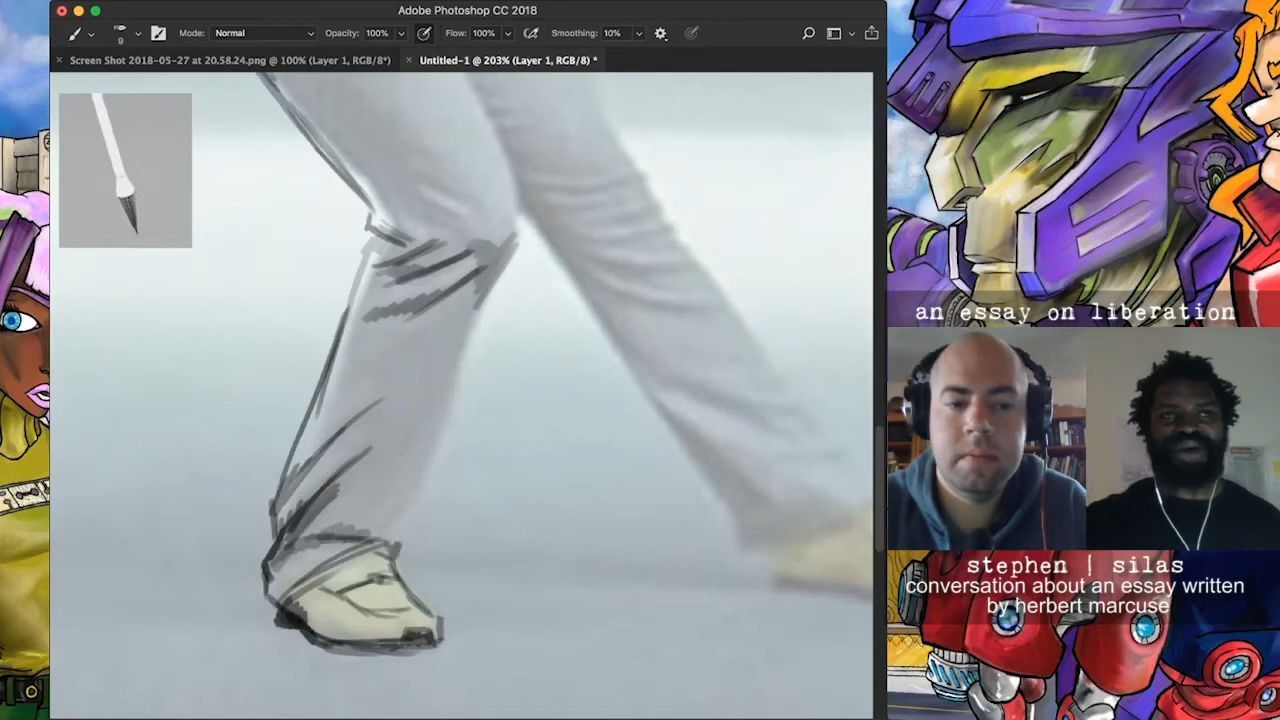 Adobe Photoshop CC 2018
9
Mode: Normal
Opacity: 100%
Flow: 100%
Smoothing: 10%
× Screen Shot 2018-05-27 at 20.58.24.png @ 100% (Layer 1, RGB/8*)
× Untitled-1 @ 203% (Layer 1, RGB/8) *
an essay on liberation
stephen | silas
conversation about an essay written
by herbert marcuse